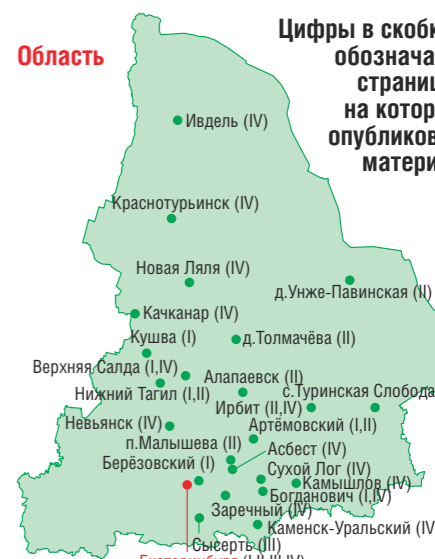 Цифры в скобк
обознача
Область
страниц
на котор
опубликов
матери
Ивдель (IV)
Краснотурьинск (IV)
Новая Ляля (IV)
д.Унже-Павинская (II)
Качканар (IV)
Кушва (I)
д.Толмачёва (II)
Верхняя Салда (I,IV)
Алапаевск (II)
Нижний Тагил (I,II)
с.Туринская Слобода
Ирбит (II,IV)
Невьянск (IV)
Артёмовский (I,II)
п.Малышева (II)
Асбест (IV)
Берёзовский (I)
Сухой Лог (IV)
Камышлов (IV)
Богданович (I,IV)
Заречный (IV)
Каменск-Уральский (IV
Сысерть (III)